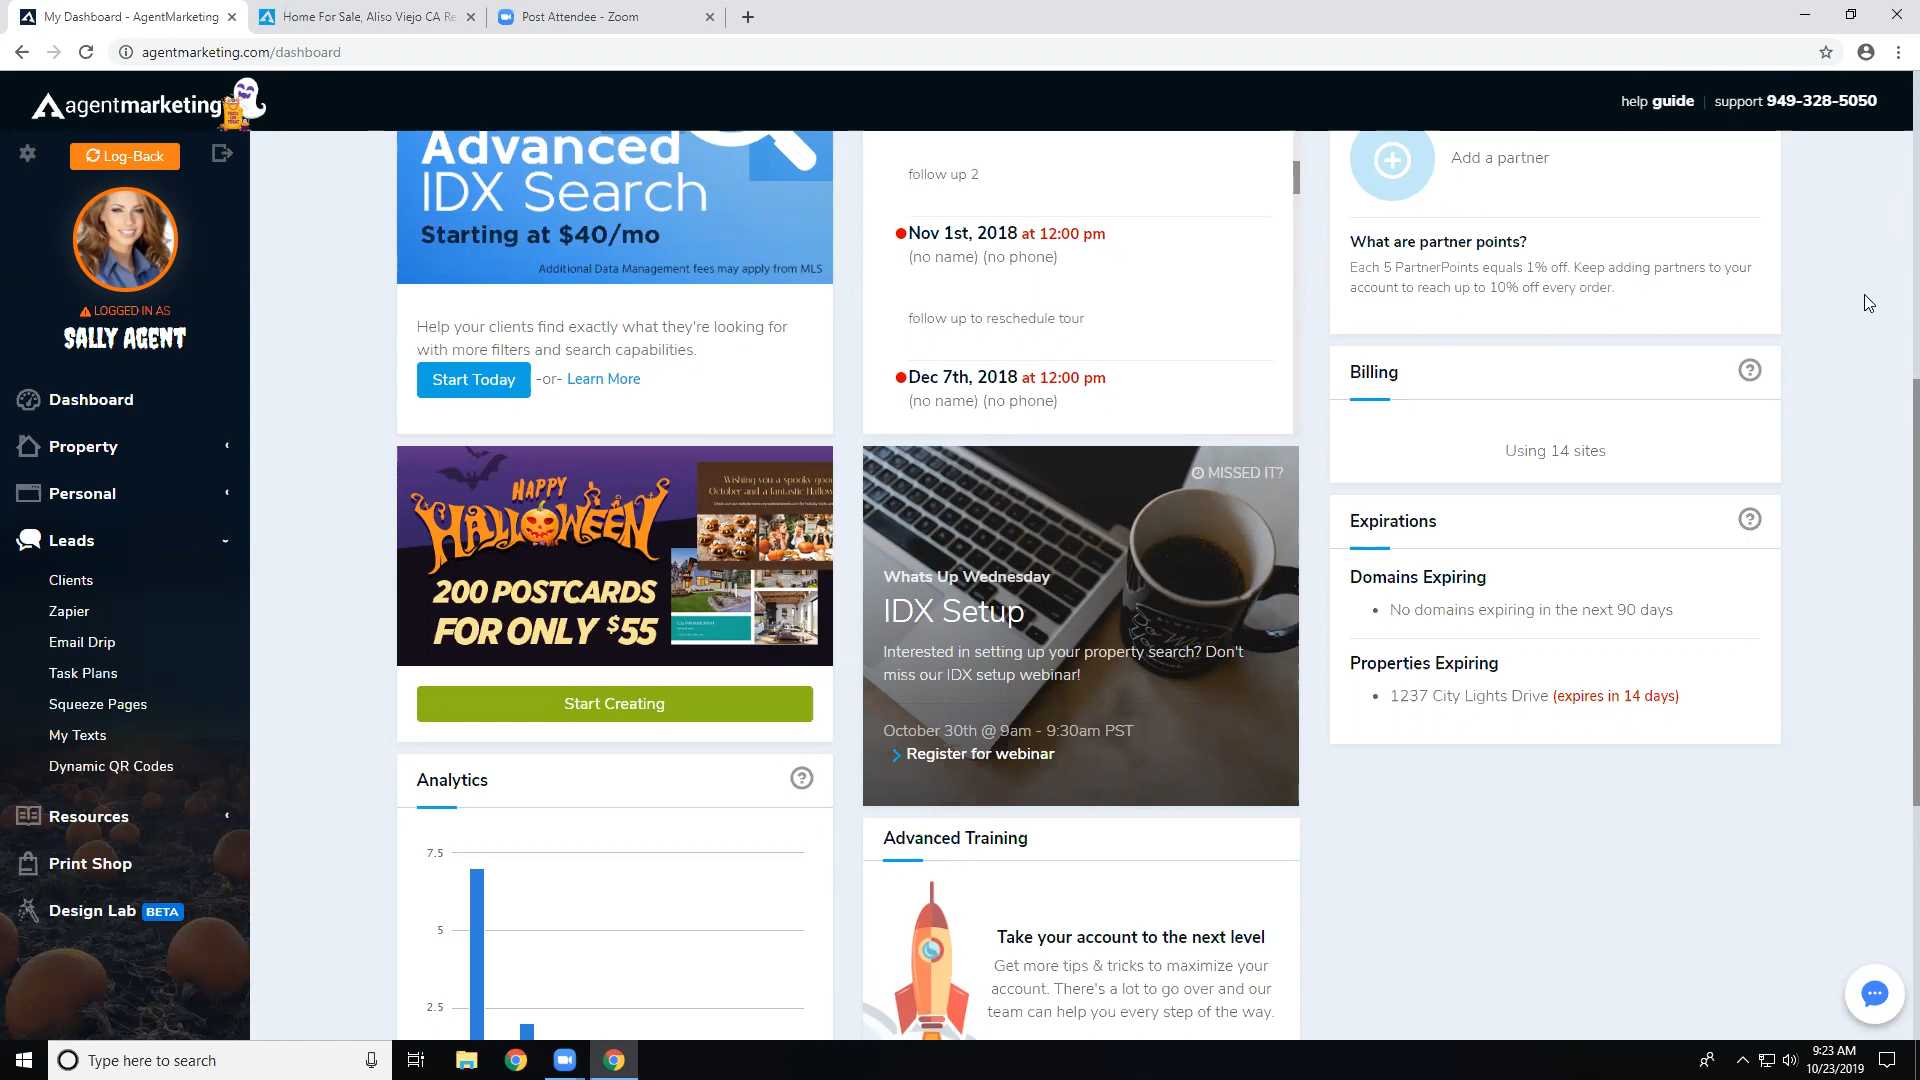 My Dashboard - AgentMarketing
Home For Sale, Aliso Viejo CA Re
Post Attendee - Zoom
agentmarketing.com/dashboard
agentmarketing
help guide
support 949-328-5050
Log-Back
LOGGED IN AS
SALLY AGENT
Dashboard
Property
Personal
Leads
Clients
Zapier
Email Drip
Task Plans
Squeeze Pages
My Texts
Dynamic QR Codes
Resources
Print Shop
Design Lab BETA
Advanced
IDX Search
Starting at $40/mo
Additional Data Management fees may apply from MLS
Help your clients find exactly what they're looking for
with more filters and search capabilities.
Start Today -or- Learn More
HAPPY
HALLOWEEN
200 POSTCARDS
FOR ONLY $55
Wishing you a spooky goo
October and a fantastic Hallow
Start Creating
Analytics
7.5
5
2.5
follow up 2
Nov 1st, 2018 at 12:00 pm
(no name) (no phone)
follow up to reschedule tour
Dec 7th, 2018 at 12:00 pm
(no name) (no phone)
MISSED IT?
Whats Up Wednesday
IDX Setup
Interested in setting up your property search? Don't
miss our IDX setup webinar!
October 30th @ 9am - 9:30am PST
Register for webinar
Advanced Training
Take your account to the next level
Get more tips & tricks to maximize your
account. There's a lot to go over and our
team can help you every step of the way.
Add a partner
What are partner points?
Each 5 PartnerPoints equals 1% off. Keep adding partners to your
account to reach up to 10% off every order.
Billing
Using 14 sites
Expirations
Domains Expiring
No domains expiring in the next 90 days
Properties Expiring
1237 City Lights Drive (expires in 14 days)
Type here to search
9:23 AM
10/23/2019